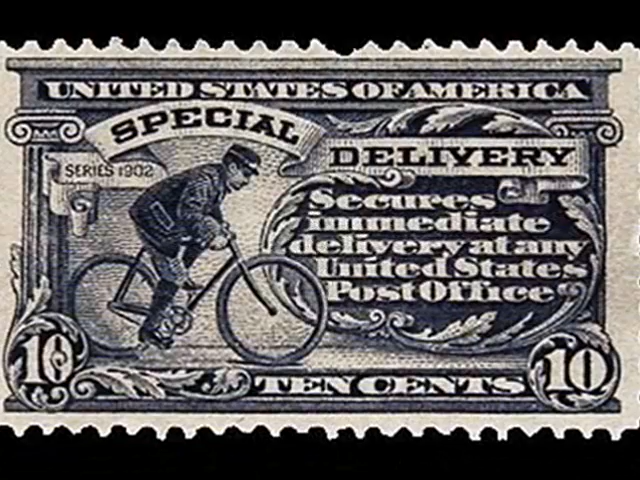 UNITED STATES OF AMERICA
SPECIAL
DELIVERY
SERIES 1902
Secures
immediate
delivery at any
United States
Post Office
10
TEN CENTS
10